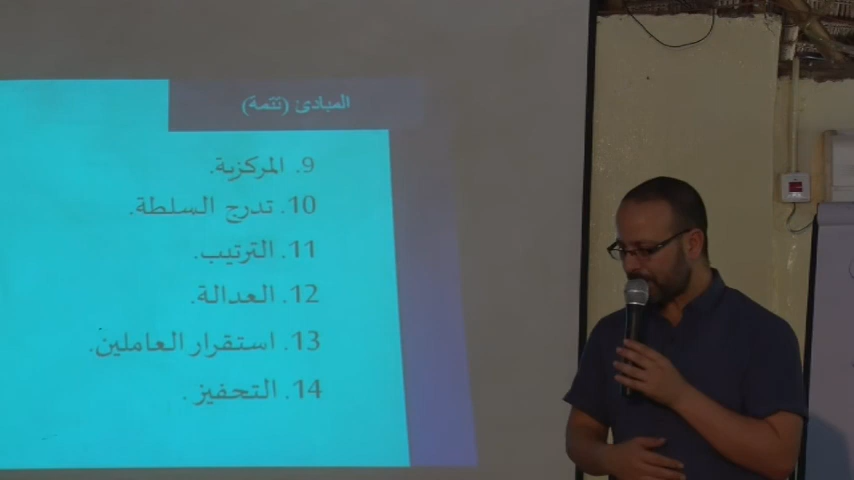 المبادئ (تتمة)
9. المركزية.
10. تدرج السلطة.
11. الترتيب.
12. العدالة.
13. استقرار العاملين.
14. التحفيز .